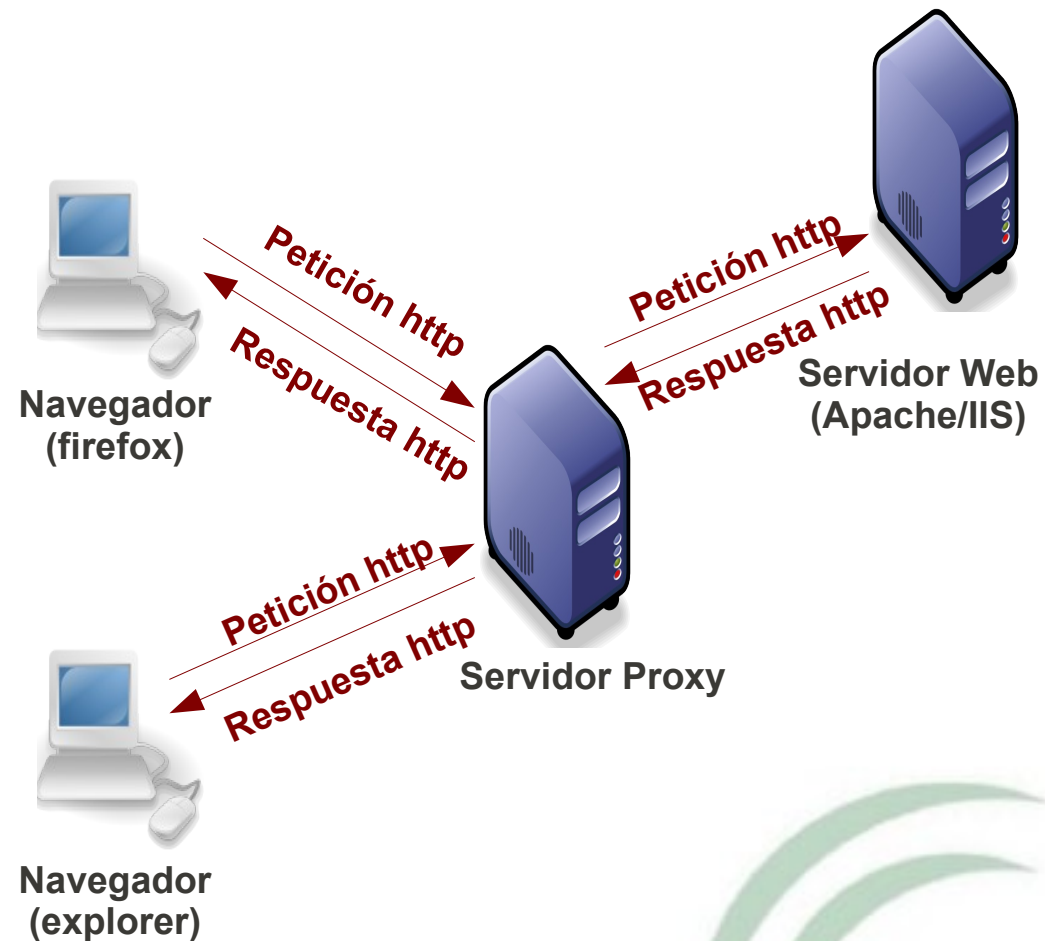 Petición http
Respuesta http
Navegador
(firefox)
Petición http
Respuesta http
Servidor Web
(Apache/IIS)
Petición http
Respuesta http
Servidor Proxy
Navegador
(explorer)